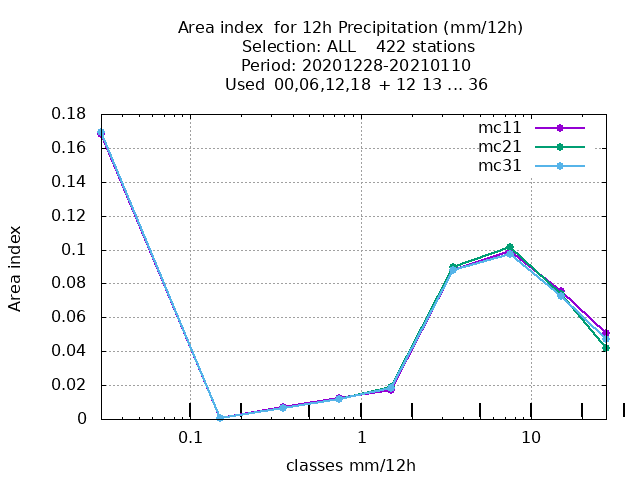 Area index  for 12h Precipitation (mm/12h)
Selection: ALL    422 stations
Period: 20201228-20210110
Used  00,06,12,18  + 12 13 ... 36
mc11
mc21
mc31
0.18
0.16
0.14
0.12
0.1
0.08
0.06
0.04
0.02
0
Area index
0.1
1
10
classes mm/12h